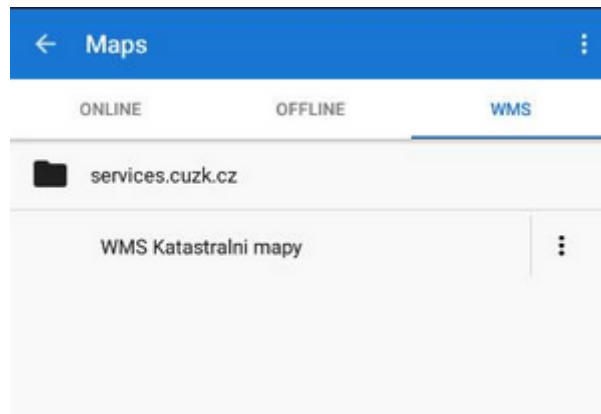 Maps
ONLINE OFFLINE WMS
services.cuzk.cz
WMS Katastralni mapy